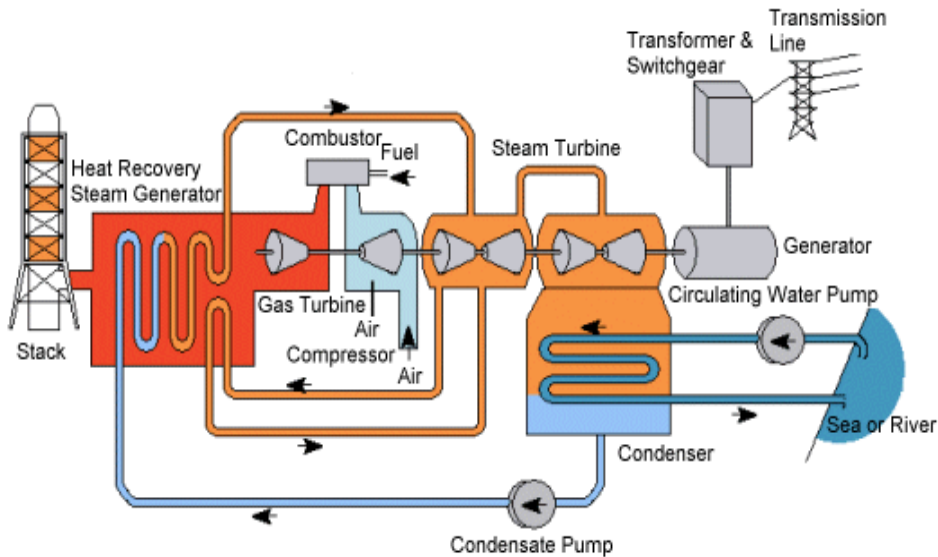 Transmission
Line
Transformer &
Switchgear
Combustor
Fuel
Steam Turbine
Heat Recovery
Steam Generator
Generator
Gas Turbine
Circulating Water Pump
Air
Stack
Compressor
Air
Sea or River
Condenser
Condensate Pump